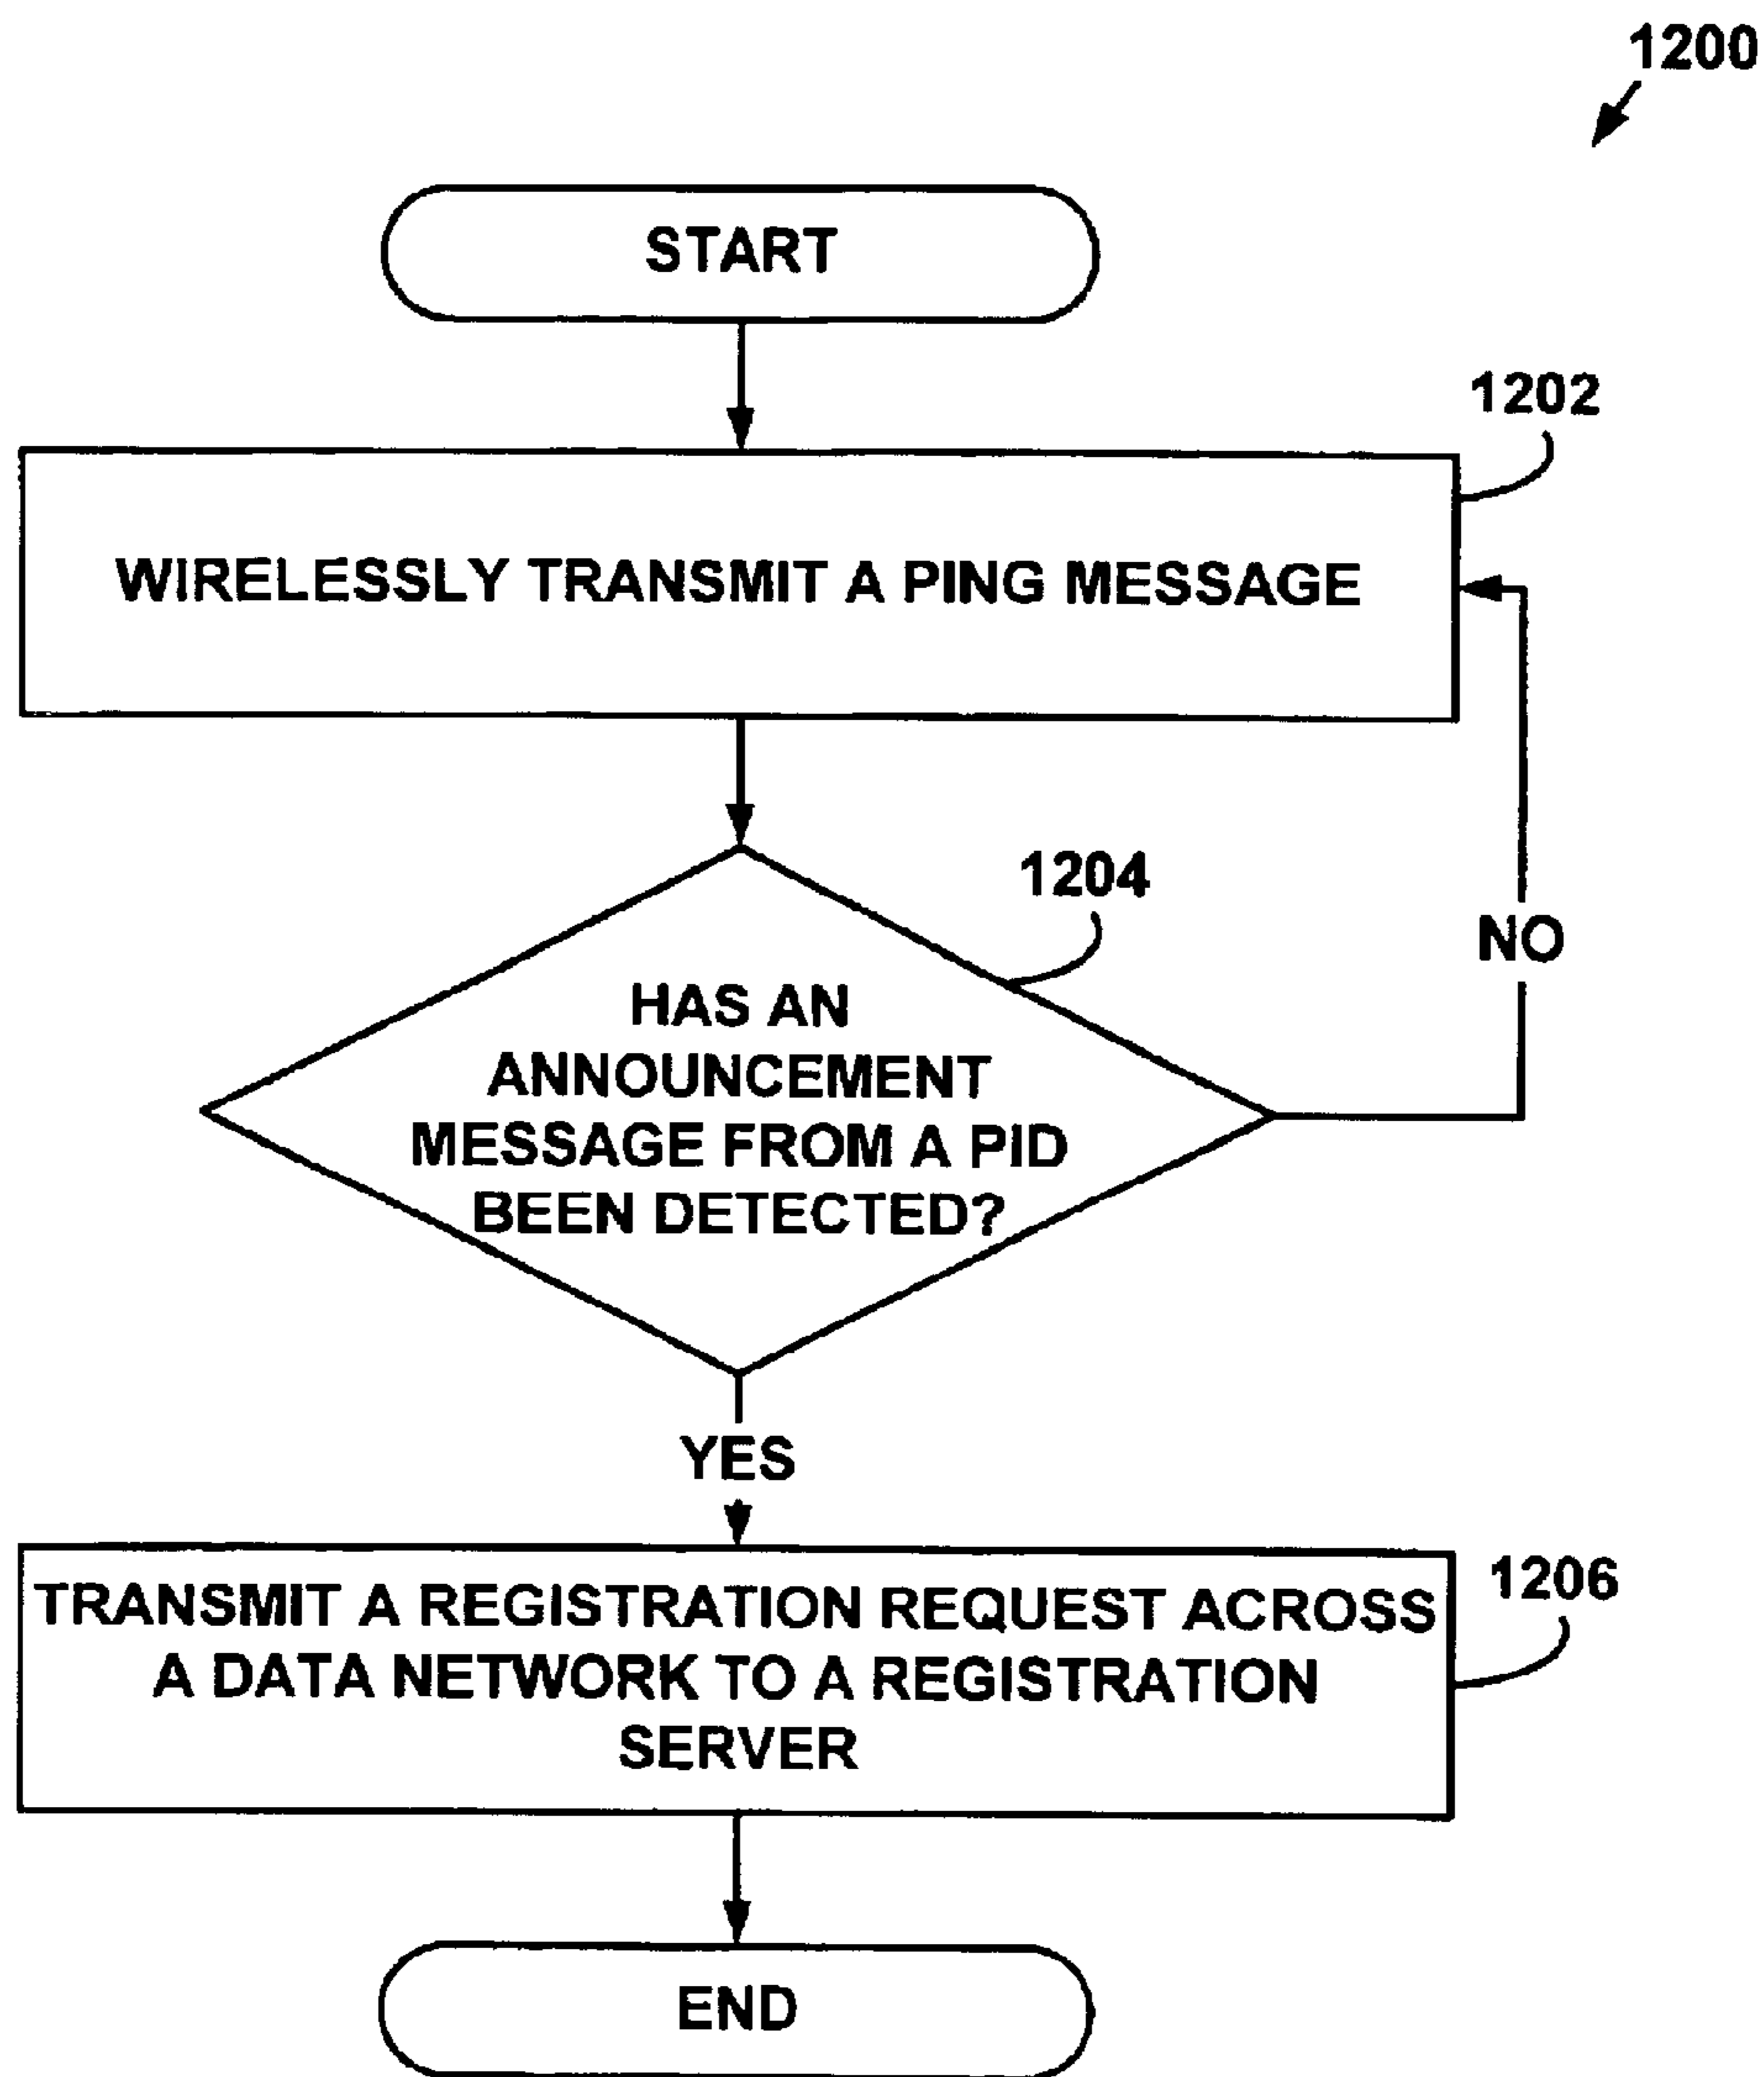 1200
START
1202
WIRELESSLY TRANSMIT A PING MESSAGE
1204
NO
HAS AN
ANNOUNCEMENT
MESSAGE FROM A PID
BEEN DETECTED?
YES
1206
TRANSMIT A REGISTRATION REQUEST ACROSS
A DATA NETWORK TO A REGISTRATION
SERVER
END